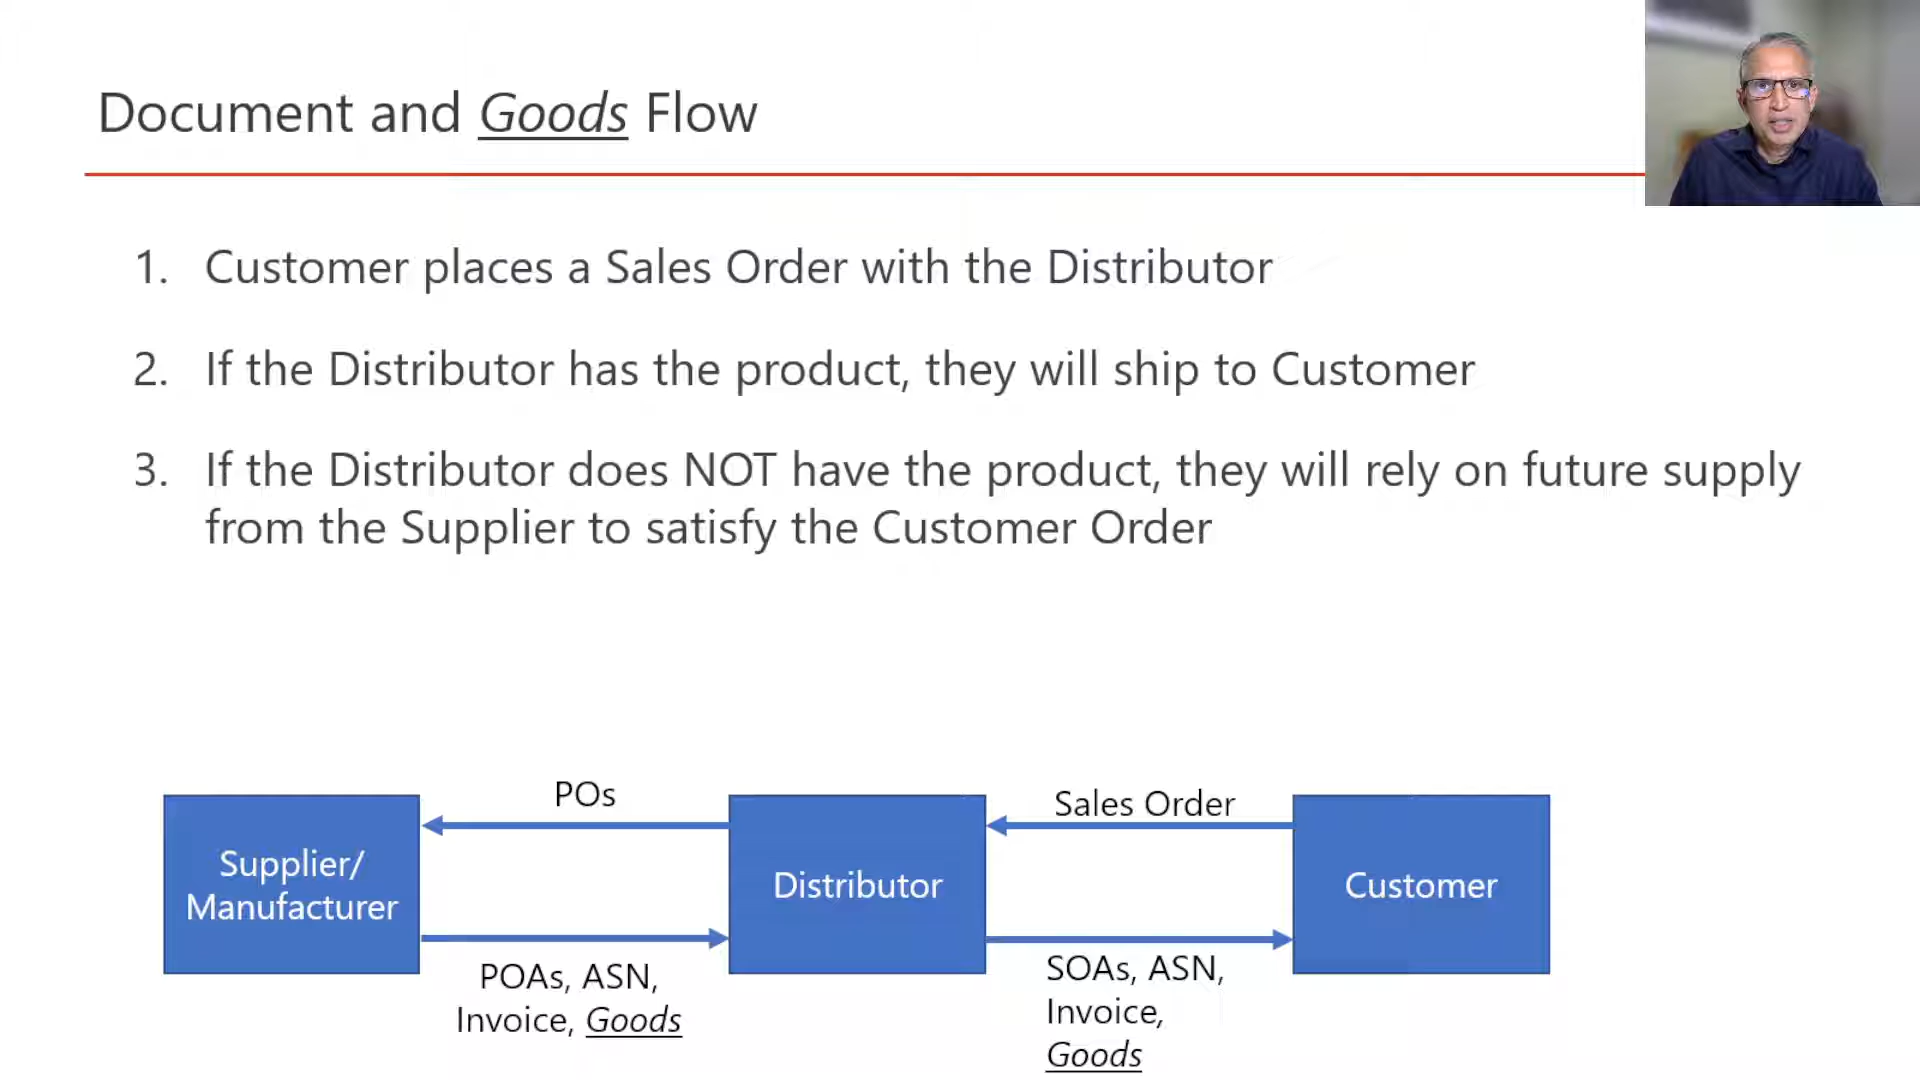 Document and Goods Flow
1. Customer places a Sales Order with the Distributor
2. If the Distributor has the product, they will ship to Customer
3. If the Distributor does NOT have the product, they will rely on future supply
from the Supplier to satisfy the Customer Order
POs
Sales Order
Supplier/
Manufacturer
Distributor
Customer
POAs, ASN,
Invoice, Goods
SOAs, ASN,
Invoice,
Goods